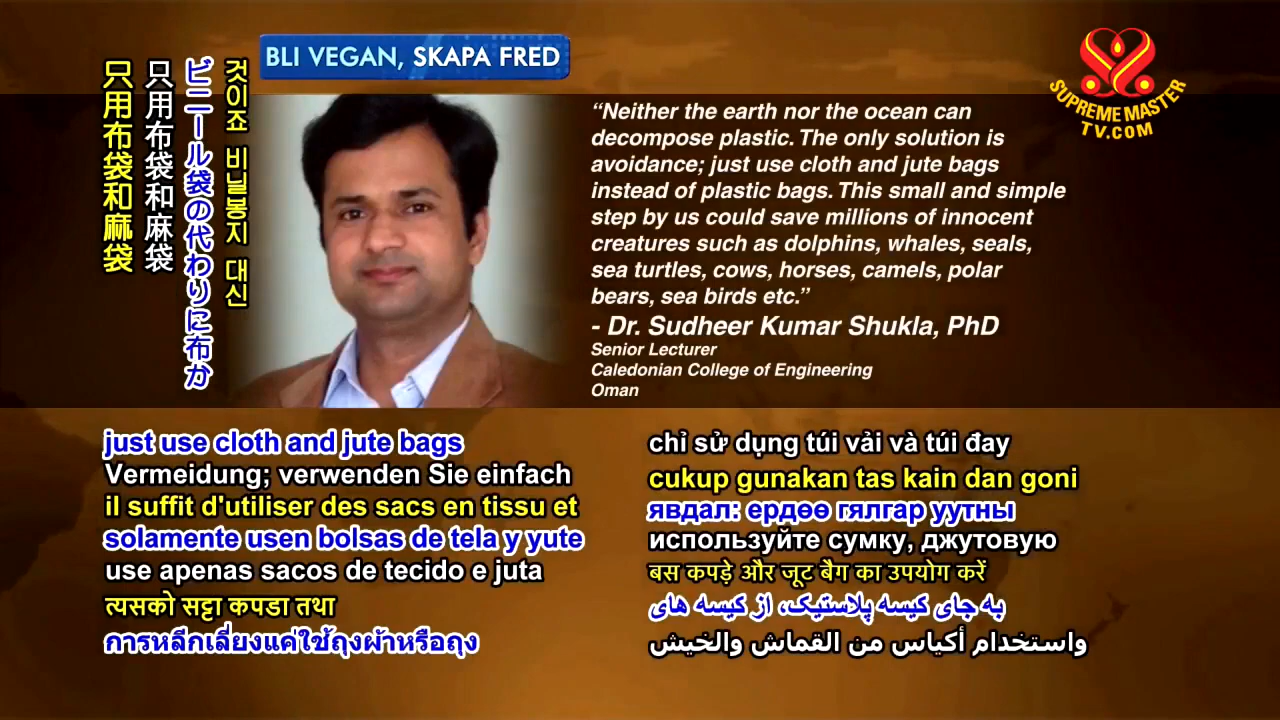 BLI VEGAN, SKAPA FRED
SUPREME MASTER
TV.COM
것이죠 비닐봉지 대신
ビニール袋の代わりに布か
只用布袋和麻袋
只用布袋和麻袋
“Neither the earth nor the ocean can
decompose plastic. The only solution is
avoidance; just use cloth and jute bags
instead of plastic bags. This small and simple
step by us could save millions of innocent
creatures such as dolphins, whales, seals,
sea turtles, cows, horses, camels, polar
bears, sea birds etc.”
- Dr. Sudheer Kumar Shukla, PhD
Senior Lecturer
Caledonian College of Engineering
Oman
just use cloth and jute bags
Vermeidung; verwenden Sie einfach
il suffit d'utiliser des sacs en tissu et
solamente usen bolsas de tela y yute
use apenas sacos de tecido e juta
त्यसको सट्टा कपडा तथा
การหลีกเลี่ยงแค่ใช้ถุงผ้าหรือถุง
chỉ sử dụng túi vải và túi đay
cukup gunakan tas kain dan goni
явдал: ердөө гялгар уутны
используйте сумку, джутовую
बस कपड़े और जूट बैग का उपयोग करें
به جای کیسه پلاستیک، از کیسه های
واستخدام أكياس من القماش والخيش